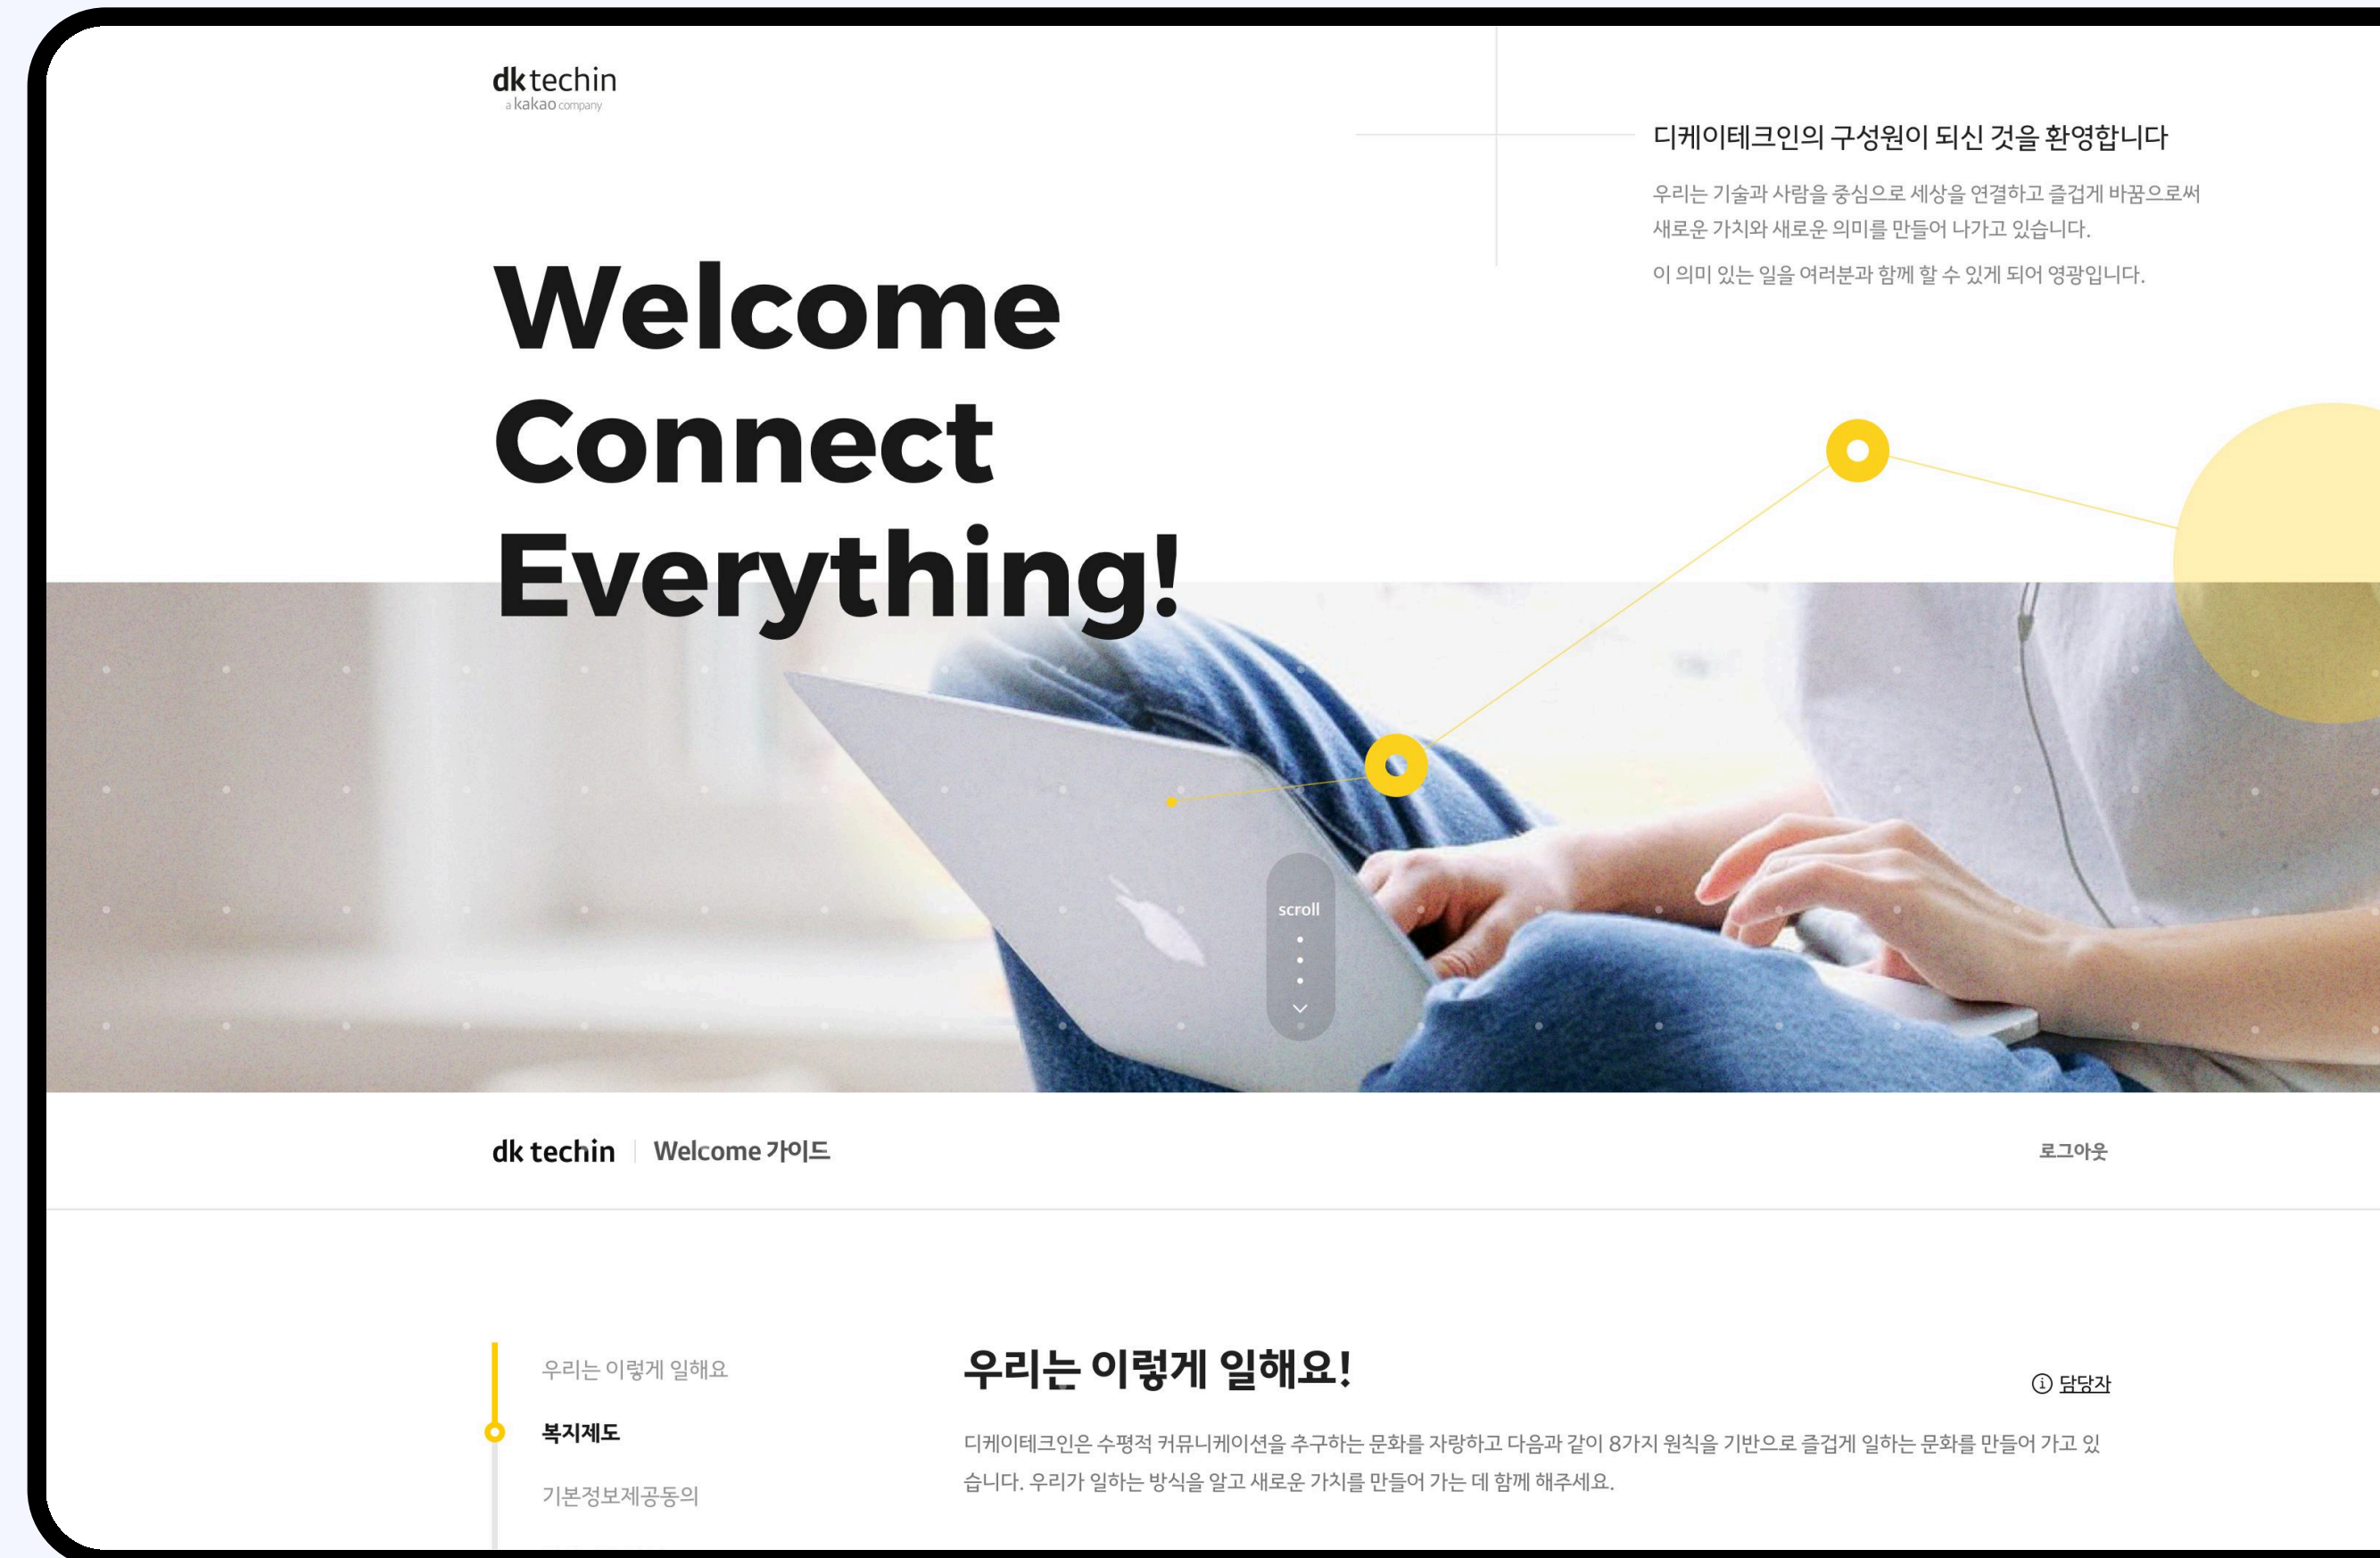 dktechin
a kakao company
디케이테크인의 구성원이 되신 것을 환영합니다
우리는 기술과 사람을 중심으로 세상을 연결하고 즐겁게 바꿈으로써
새로운 가치와 새로운 의미를 만들어 나가고 있습니다.
이 의미 있는 일을 여러분과 함께 할 수 있게 되어 영광입니다.
Welcome
Connect
Everything!
scroll
dk techin
Welcome 가이드
로그아웃
우리는 이렇게 일해요
복지제도
기본정보제공동의
우리는 이렇게 일해요!
담당자
디케이테크인은 수평적 커뮤니케이션을 추구하는 문화를 자랑하고 다음과 같이 8가지 원칙을 기반으로 즐겁게 일하는 문화를 만들어 가고 있
습니다. 우리가 일하는 방식을 알고 새로운 가치를 만들어 가는 데 함께 해주세요.